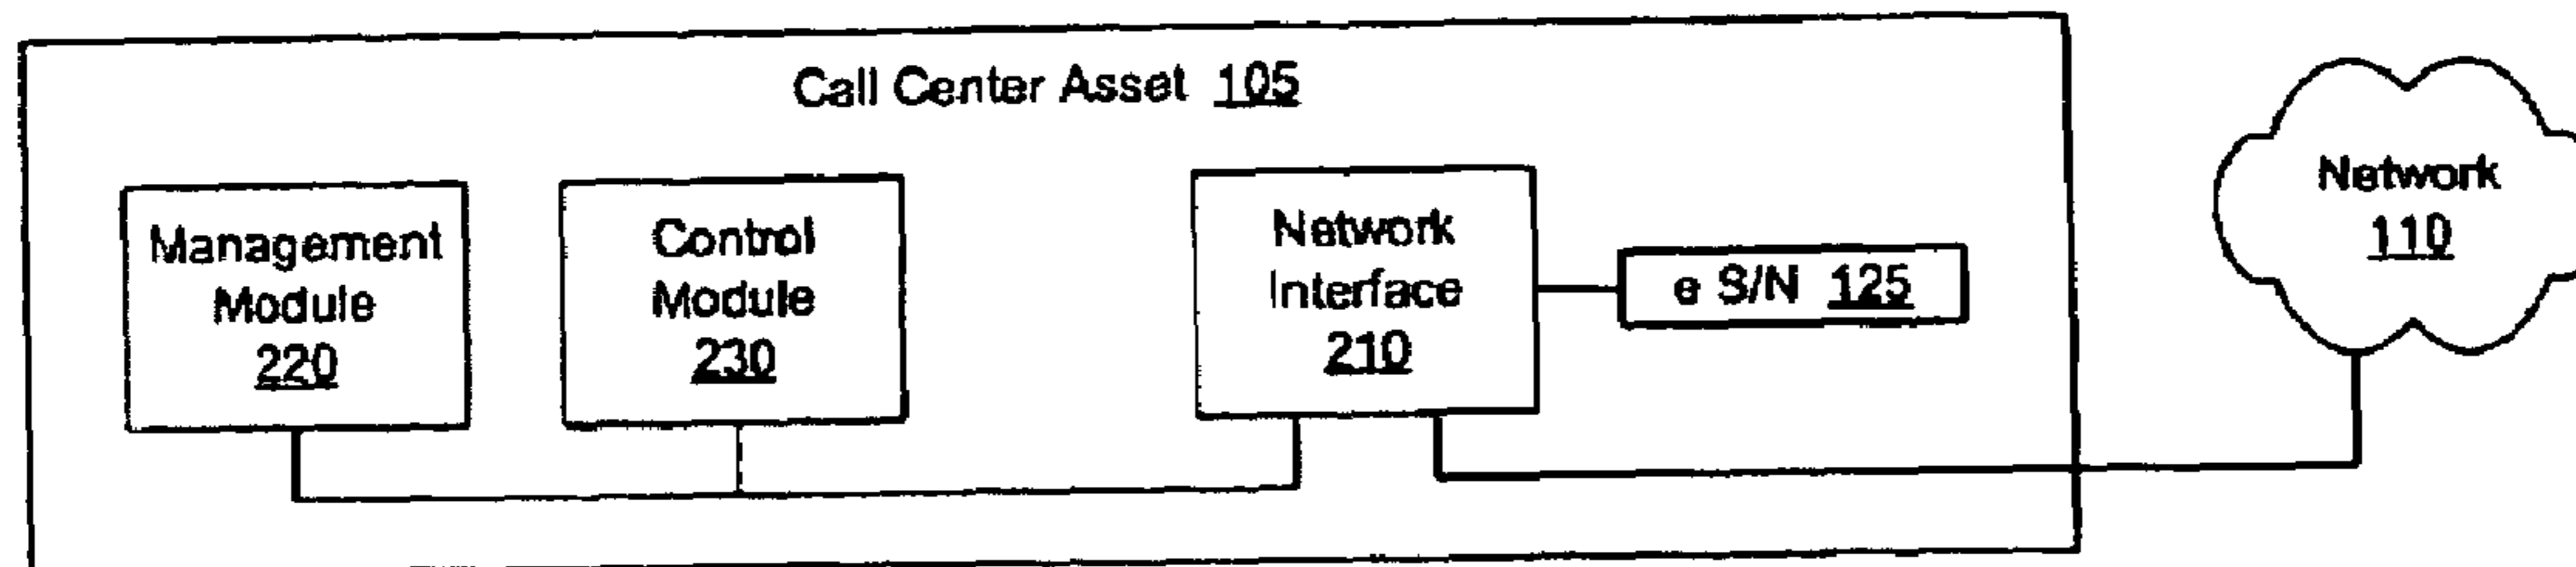 Call Center Asset 105
Management
Module
220
Control
Module
230
Network
Interface
210
e S/N 125
Network
110